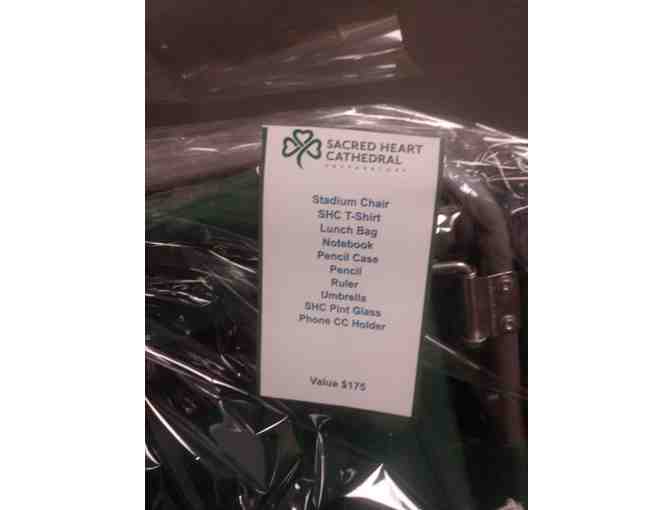 SACRED HEART
CATHEDRAL
PREPARATORY
Stadium Chair
SHC T-Shirt
Lunch Bag
Notebook
Pencil Case
Pencil
Ruler
Umbrella
SHC Pint Glass
Phone CC Holder
Value $175